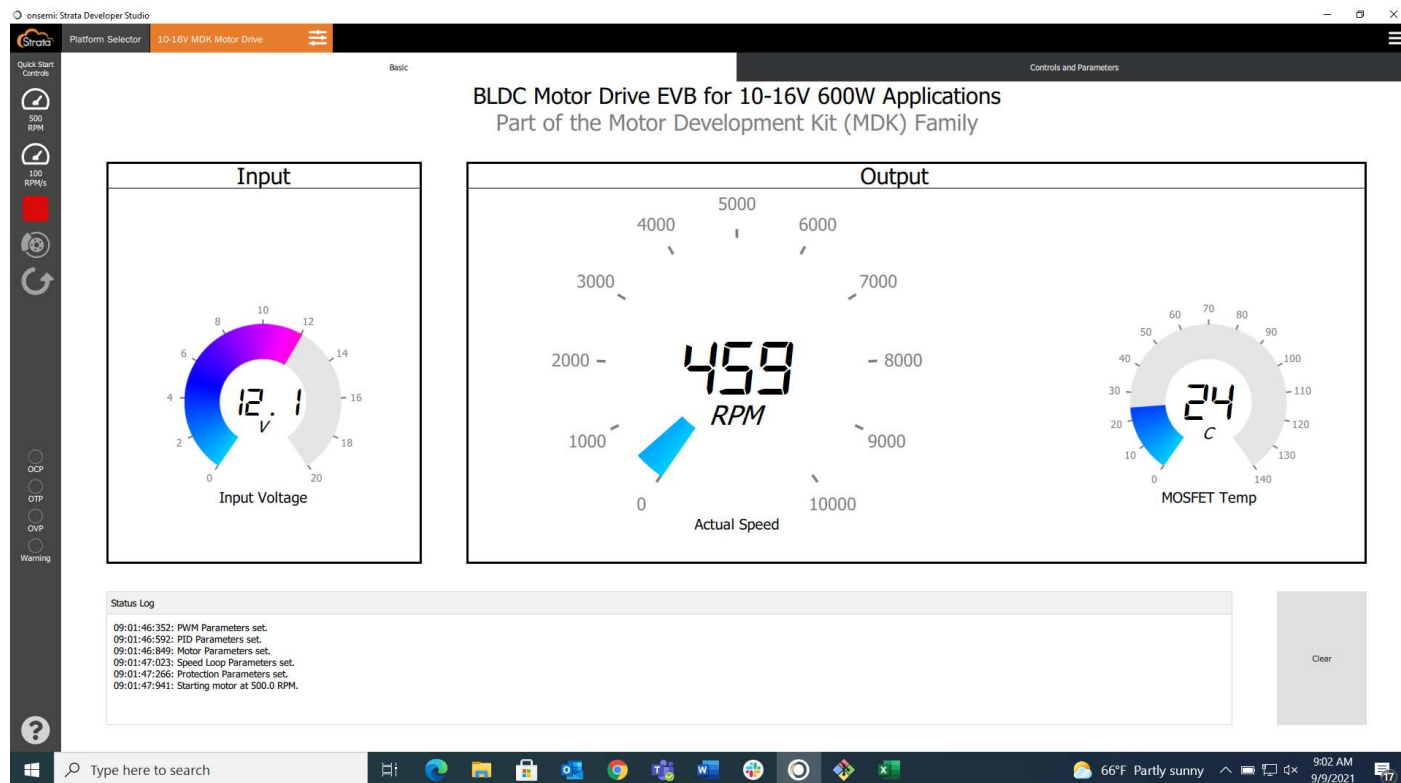 onsemi: Strata Developer Studio
Strata
Platform Selector
10-16V MDK Motor Drive
Quick Start
Controls
Basic
Controls and Parameters
500
RPM
100
RPM/s
OCP
OTP
OVP
Warning
BLDC Motor Drive EVB for 10-16V 600W Applications
Part of the Motor Development Kit (MDK) Family
Input
0
2
4
6
8
10
12
14
16
18
20
12.1
V
Input Voltage
Output
0
1000
2000
3000
4000
5000
6000
7000
8000
9000
10000
459
RPM
Actual Speed
0
10
20
30
40
50
60
70
80
90
100
110
120
130
140
24
C
MOSFET Temp
Status Log
09:01:46:352: PWM Parameters set.
09:01:46:592: PID Parameters set.
09:01:46:849: Motor Parameters set.
09:01:47:023: Speed Loop Parameters set.
09:01:47:266: Protection Parameters set.
09:01:47:941: Starting motor at 500.0 RPM.
Clear
?
Type here to search
66°F Partly sunny
9:02 AM
9/9/2021
17